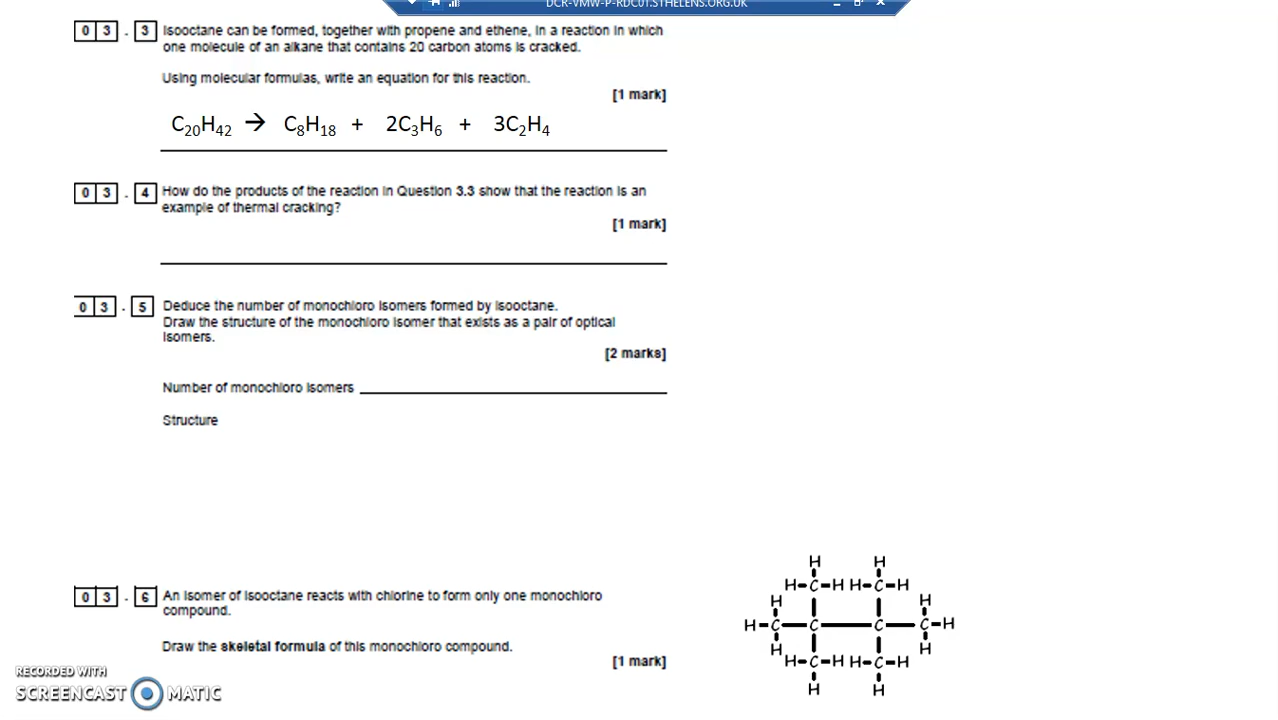 DCR-VMW-P-RDC01.STHELENS.ORG.UK
0 3 . 3 Isooctane can be formed, together with propene and ethene, in a reaction in which
one molecule of an alkane that contains 20 carbon atoms is cracked.
Using molecular formulas, write an equation for this reaction.
[1 mark]
C₂₀H₄₂ → C₈H₁₈ + 2C₃H₆ + 3C₂H₄
0 3 . 4 How do the products of the reaction in Question 3.3 show that the reaction is an
example of thermal cracking?
[1 mark]
0 3 . 5 Deduce the number of monochloro isomers formed by isooctane.
Draw the structure of the monochloro isomer that exists as a pair of optical
isomers.
[2 marks]
Number of monochloro isomers
Structure
H H
H-C-H H-C-H
H H
H-C C C C-H
H H
H-C-H H-C-H
H H
0 3 . 6 An isomer of isooctane reacts with chlorine to form only one monochloro
compound.
Draw the skeletal formula of this monochloro compound.
[1 mark]
RECORDED WITH
SCREENCAST MATIC